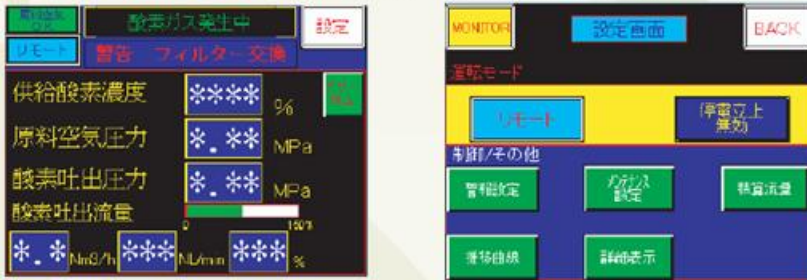 酸素ガス発生中
設定
リモート
警告 フィルター交換
供給酸素濃度
****
%
原料空気圧力
*.**
MPa
酸素吐出圧力
*.**
MPa
酸素吐出流量
0
150%
*.* Nm3/h *** NL/min *** %
MONITOR
設定画面
BACK
運転モード
リモート
停電立上
無効
制御/その他
警報設定
メンテナンス
設定
積算流量
推移曲線
詳細表示